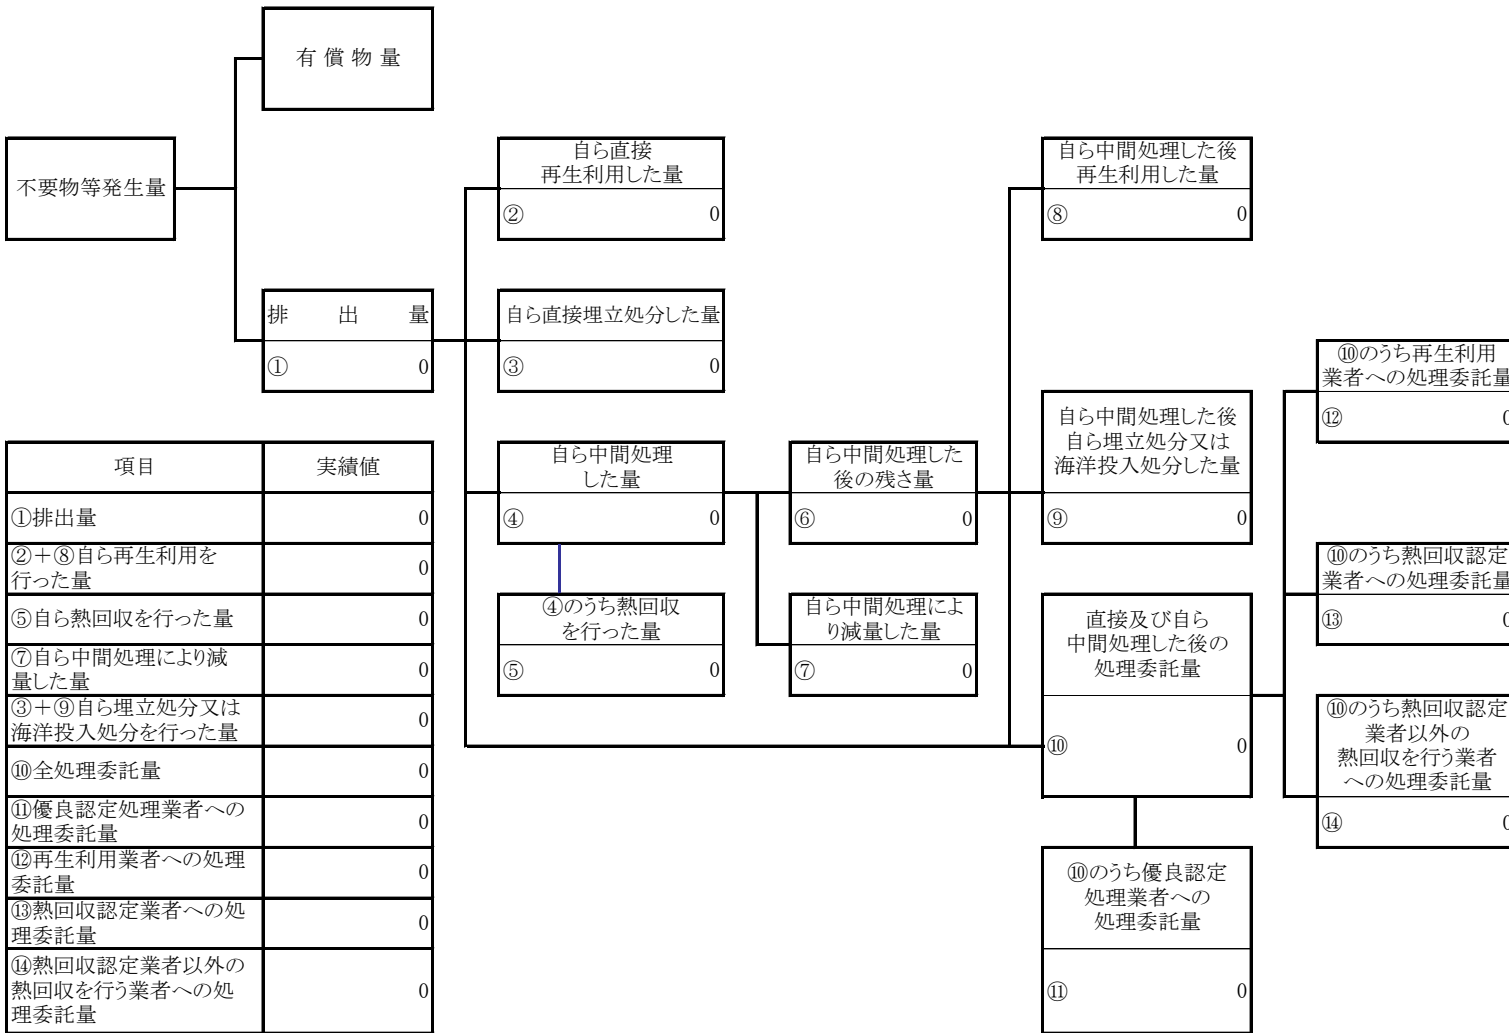 有償物量
不要物等発生量
自ら直接
再生利用した量
② 0
自ら中間処理した後
再生利用した量
⑧ 0
排出量
① 0
自ら直接埋立処分した量
③ 0
⑩のうち再生利用
業者への処理委託量
⑫ 0
自ら中間処理した後
自ら埋立処分又は
海洋投入処分した量
⑨ 0
自ら中間処理
した量
④ 0
自ら中間処理した
後の残さ量
⑥ 0
⑩のうち熱回収認定
業者への処理委託量
⑬ 0
④のうち熱回収
を行った量
⑤ 0
自ら中間処理によ
り減量した量
⑦ 0
直接及び自ら
中間処理した後の
処理委託量
⑩ 0
⑩のうち熱回収認定
業者以外の
熱回収を行う業者
への処理委託量
⑭ 0
⑩のうち優良認定
処理業者への
処理委託量
⑪ 0
項目 実績値
①排出量 0
②+⑧自ら再生利用を
行った量 0
⑤自ら熱回収を行った量 0
⑦自ら中間処理により減
量した量 0
③+⑨自ら埋立処分又は
海洋投入処分を行った量 0
⑩全処理委託量 0
⑪優良認定処理業者への
処理委託量 0
⑫再生利用業者への処理
委託量 0
⑬熱回収認定業者への処
理委託量 0
⑭熱回収認定業者以外の
熱回収を行う業者への処
理委託量 0